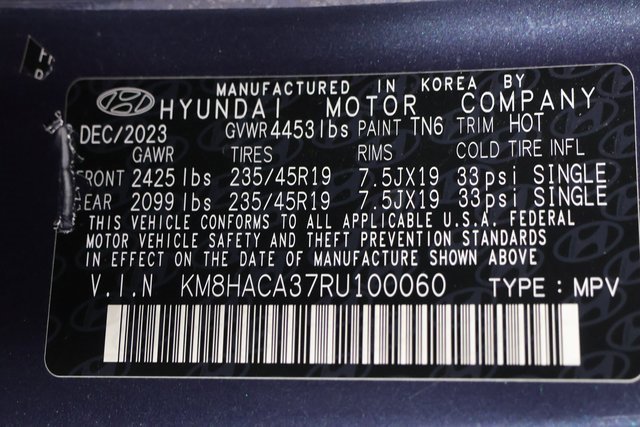 MANUFACTURED IN KOREA BY
HYUNDAI MOTOR COMPANY
DEC/2023 GVWR 4453lbs PAINT TN6 TRIM HOT
GAWR TIRES RIMS COLD TIRE INFL
FRONT 2425lbs 235/45R19 7.5JX19 33psi SINGLE
REAR 2099lbs 235/45R19 7.5JX19 33psi SINGLE
THIS VEHICLE CONFORMS TO ALL APPLICABLE U.S.A. FEDERAL
MOTOR VEHICLE SAFETY AND THEFT PREVENTION STANDARDS
IN EFFECT ON THE DATE OF MANUFACTURE SHOWN ABOVE.
V.I.N KM8HACA37RU100060 TYPE : MPV